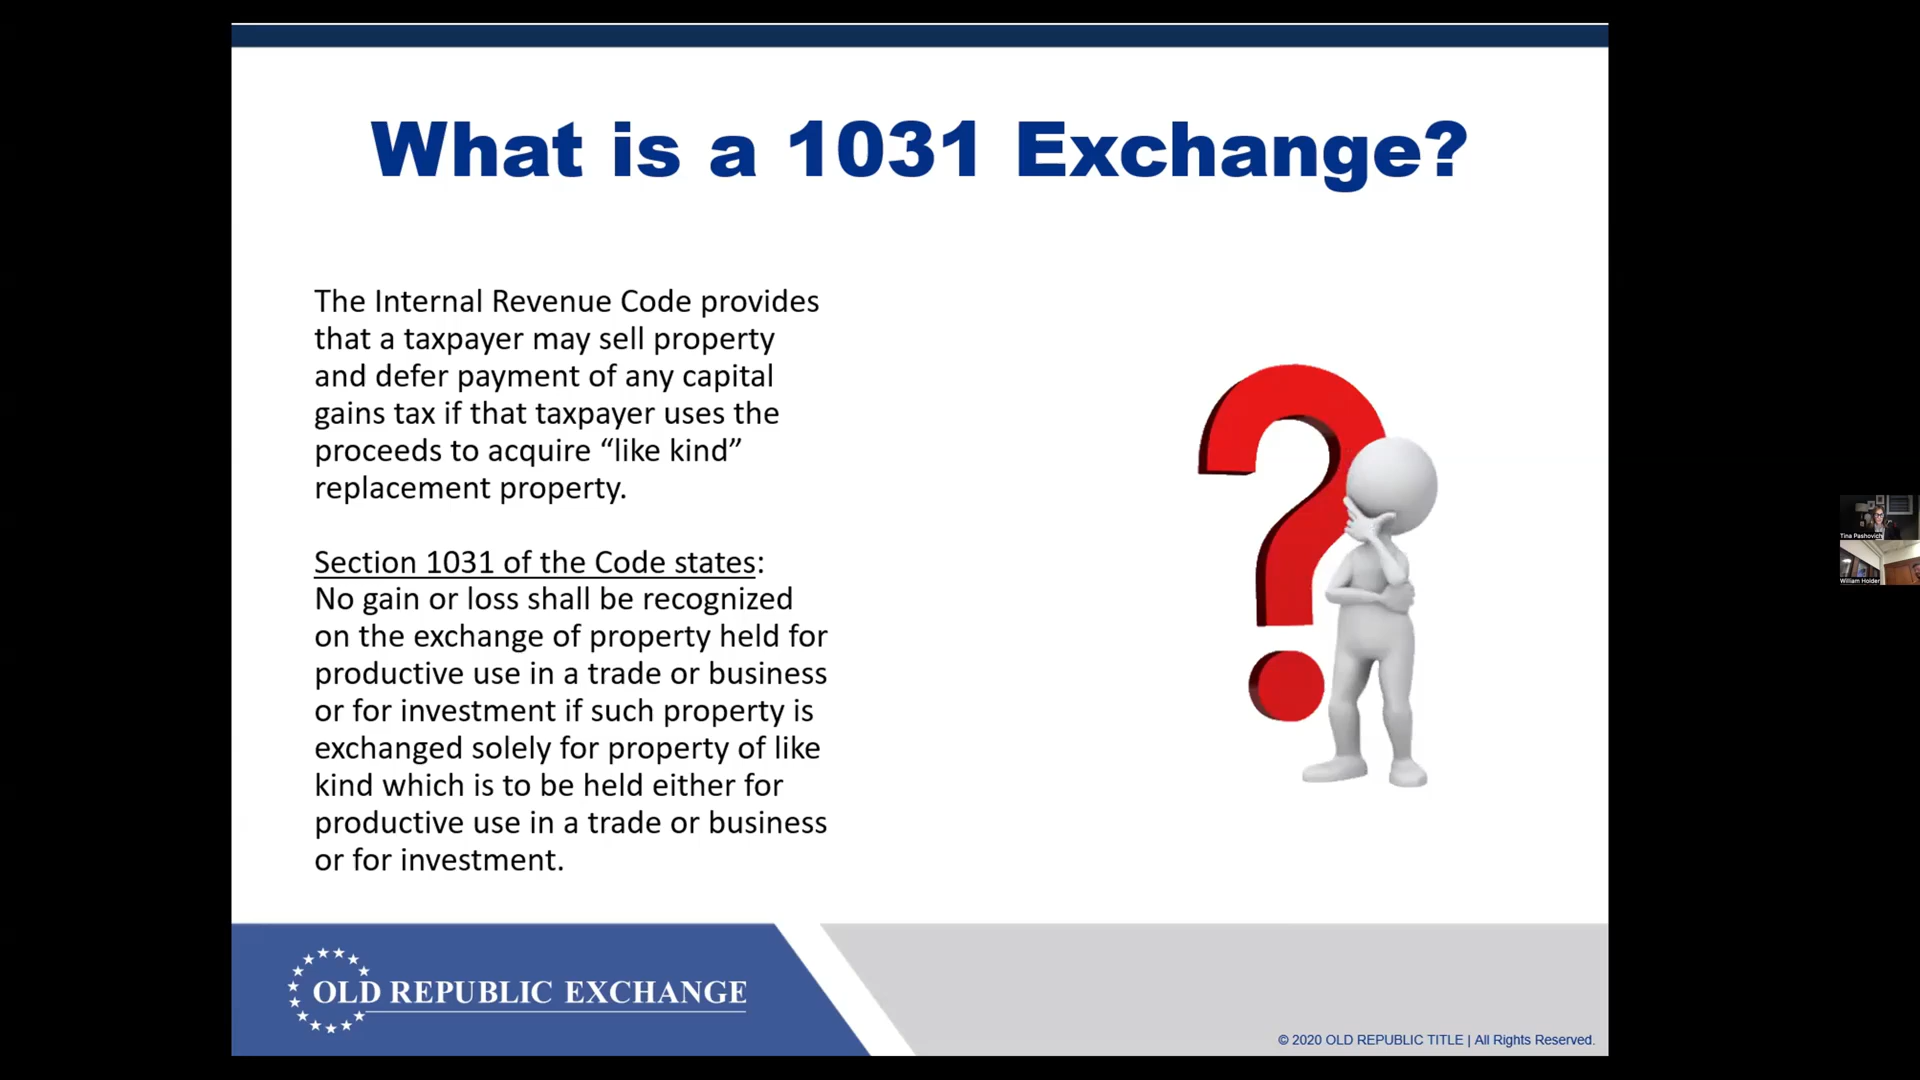 What is a 1031 Exchange?
The Internal Revenue Code provides
that a taxpayer may sell property
and defer payment of any capital
gains tax if that taxpayer uses the
proceeds to acquire “like kind”
replacement property.
Section 1031 of the Code states:
No gain or loss shall be recognized
on the exchange of property held for
productive use in a trade or business
or for investment if such property is
exchanged solely for property of like
kind which is to be held either for
productive use in a trade or business
or for investment.
Tina Pashovich
William Holder
OLD REPUBLIC EXCHANGE
© 2020 OLD REPUBLIC TITLE | All Rights Reserved.